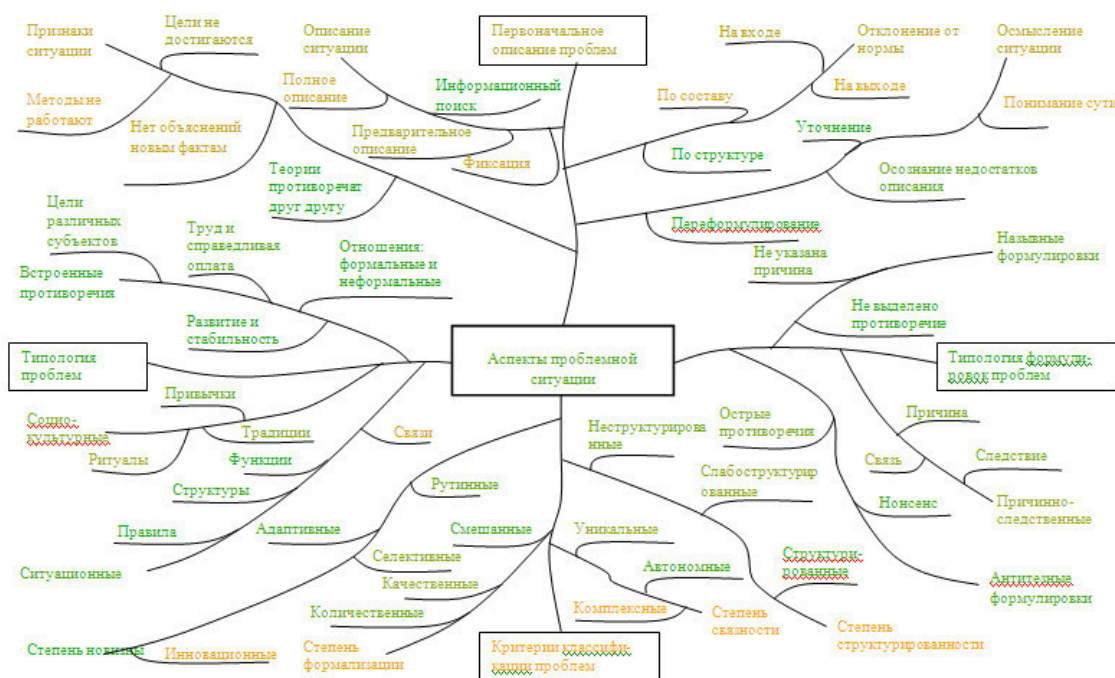 Признаки
ситуации
Цели не
достигаются
Описание
ситуации
Первоначальное
описание проблем
На входе
Отклонение от
нормы
Осмысление
ситуации
Методы не
работают
Нет объяснений
новым фактам
Полное
описание
Информационный
поиск
Предварительное
описание
Фиксация
По составу
На выходе
Понимание сути
Уточнение
По структуре
Осознание недостатков
описания
Теории
противоречат
друг другу
Переформулирование
Цели
различных
субъектов
Встроенные
противоречия
Труд и
справедливая
оплата
Отношения:
формальные и
неформальные
Развитие и
стабильность
Не указана
причина
Назывные
формулировки
Не выделено
противоречие
Типология
проблем
Аспекты проблемной
ситуации
Типология формули-
ровок проблем
Привычки
Социо-
культурные
Традиции
Ритуалы
Связи
Функции
Структуры
Правила
Ситуационные
Неструктурирова
нные
Острые
противоречия
Слабоструктурир
ованные
Причина
Связь
Следствие
Причинно-
следственные
Нонсенс
Антитезные
формулировки
Рутинные
Адаптивные
Селективные
Степень новизны
Инновационные
Смешанные
Качественные
Количественные
Степень
формализации
Уникальные
Автономные
Комплексные
Степень
связности
Структури-
рованные
Степень
структурированности
Критерии классифи-
кации проблем